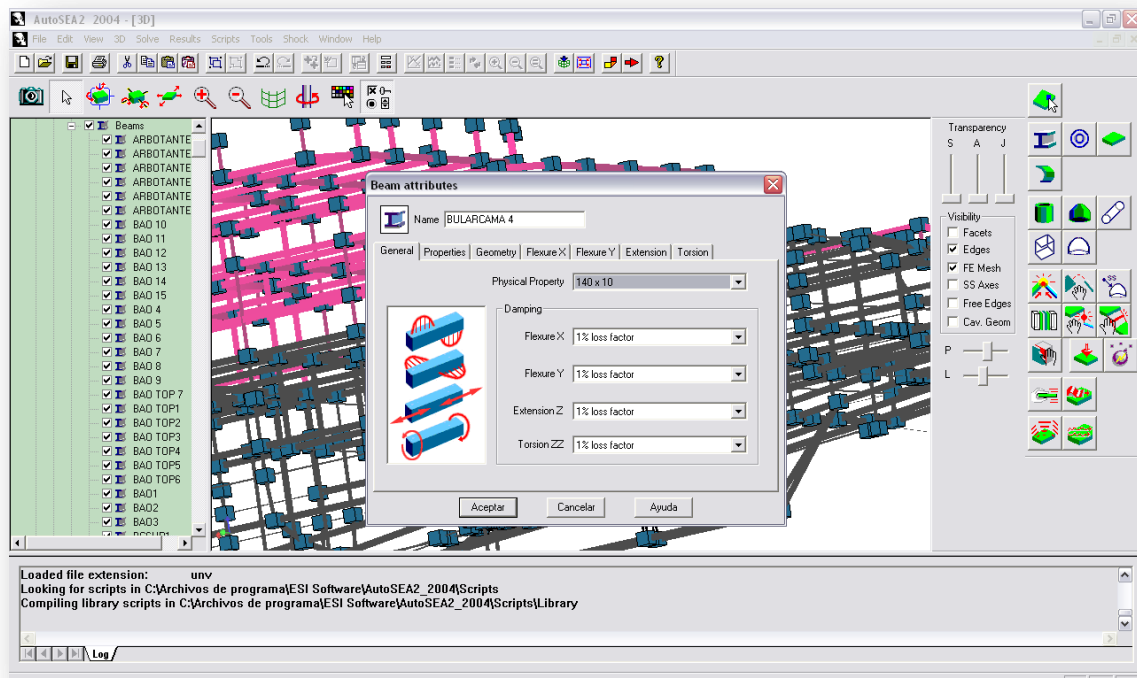 AutoSEA2 2004 - [3D]
File Edit View 3D Solve Results Scripts Tools Shock Window Help
Beams
ARBOTANTE
ARBOTANTE
ARBOTANTE
ARBOTANTE
ARBOTANTE
ARBOTANTE
BAO 10
BAO 11
BAO 12
BAO 13
BAO 14
BAO 15
BAO 4
BAO 5
BAO 6
BAO 7
BAO 8
BAO 9
BAO TOP 7
BAO TOP1
BAO TOP2
BAO TOP3
BAO TOP4
BAO TOP5
BAO TOP6
BAO1
BAO2
BAO3
Beam attributes
Name BULARCAMA 4
General Properties Geometry Flexure X Flexure Y Extension Torsion
Physical Property 140 x 10
Damping
Flexure X 1% loss factor
Flexure Y 1% loss factor
Extension Z 1% loss factor
Torsion ZZ 1% loss factor
Aceptar Cancelar Ayuda
Transparency
S A J
Visibility
Facets
Edges
FE Mesh
SS Axes
Free Edges
Cav. Geom
P
L
SS
Loaded file extension: unv
Looking for scripts in C:\Archivos de programa\ESI Software\AutoSEA2_2004\Scripts
Compiling library scripts in C:\Archivos de programa\ESI Software\AutoSEA2_2004\Scripts\Library
Log